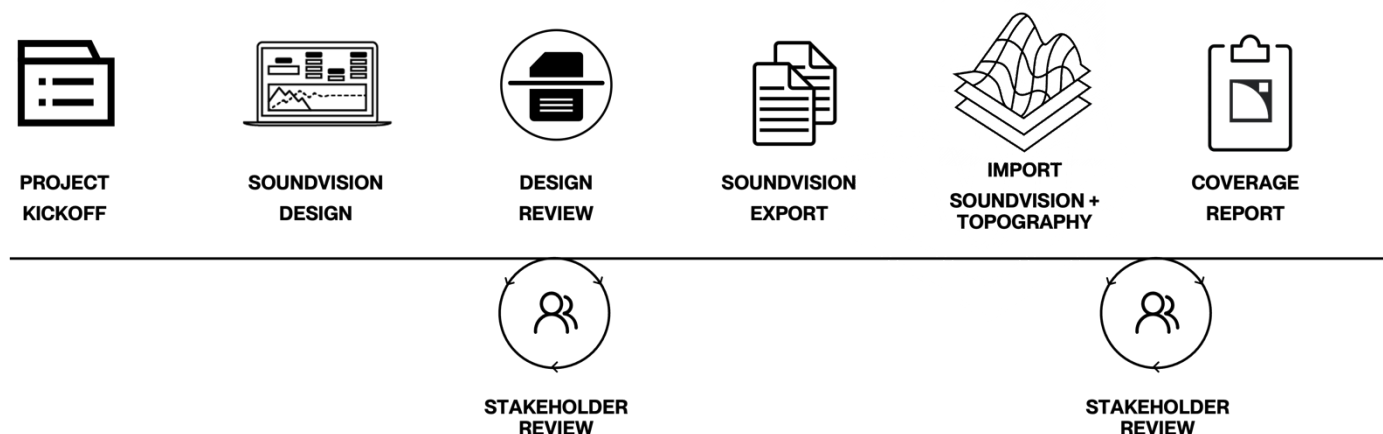 PROJECT
KICKOFF
SOUNDVISION
DESIGN
DESIGN
REVIEW
SOUNDVISION
EXPORT
IMPORT
SOUNDVISION +
TOPOGRAPHY
COVERAGE
REPORT
STAKEHOLDER
REVIEW
STAKEHOLDER
REVIEW